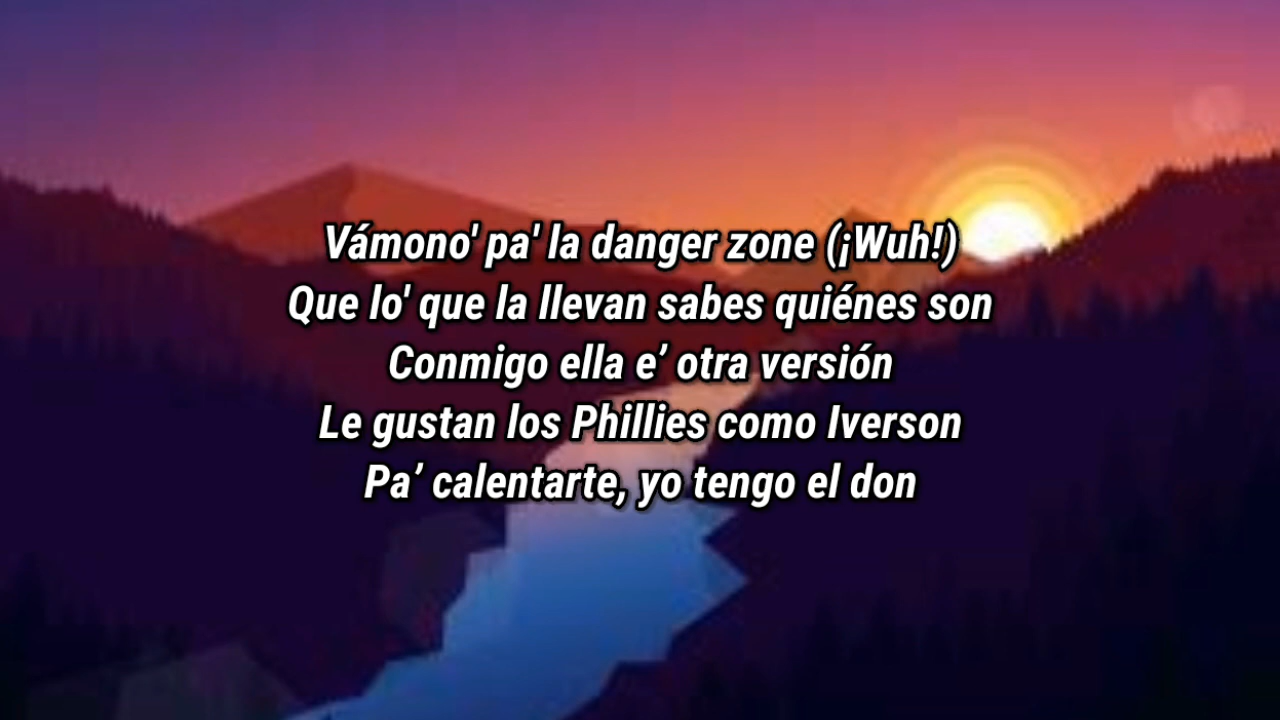 Vámono' pa' la danger zone (¡Wuh!)
Que lo' que la llevan sabes quiénes son
Conmigo ella e’ otra versión
Le gustan los Phillies como Iverson
Pa’ calentarte, yo tengo el don